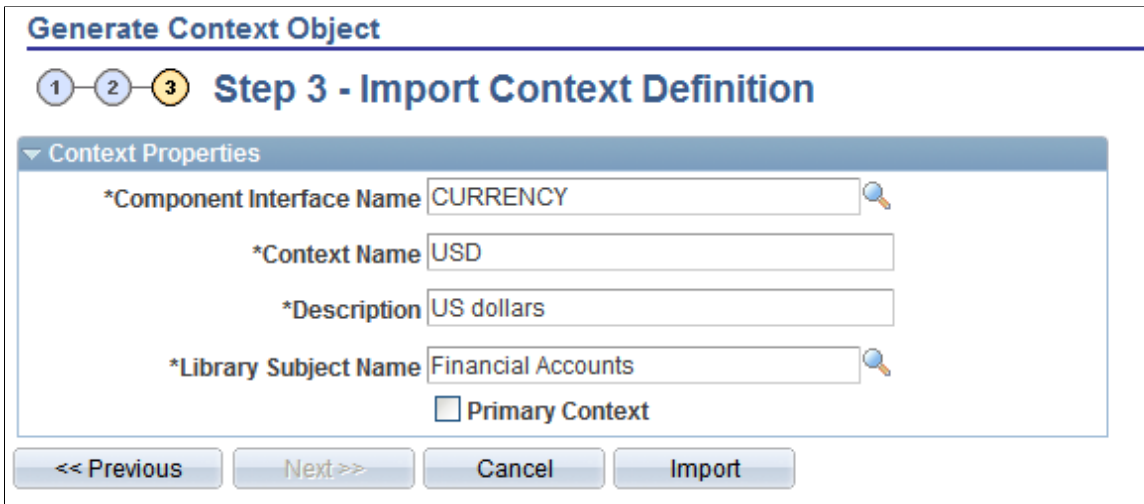 Generate Context Object
1 2 3 Step 3 - Import Context Definition
Context Properties
*Component Interface Name CURRENCY
*Context Name USD
*Description US dollars
*Library Subject Name Financial Accounts
Primary Context
<< Previous Next >> Cancel Import